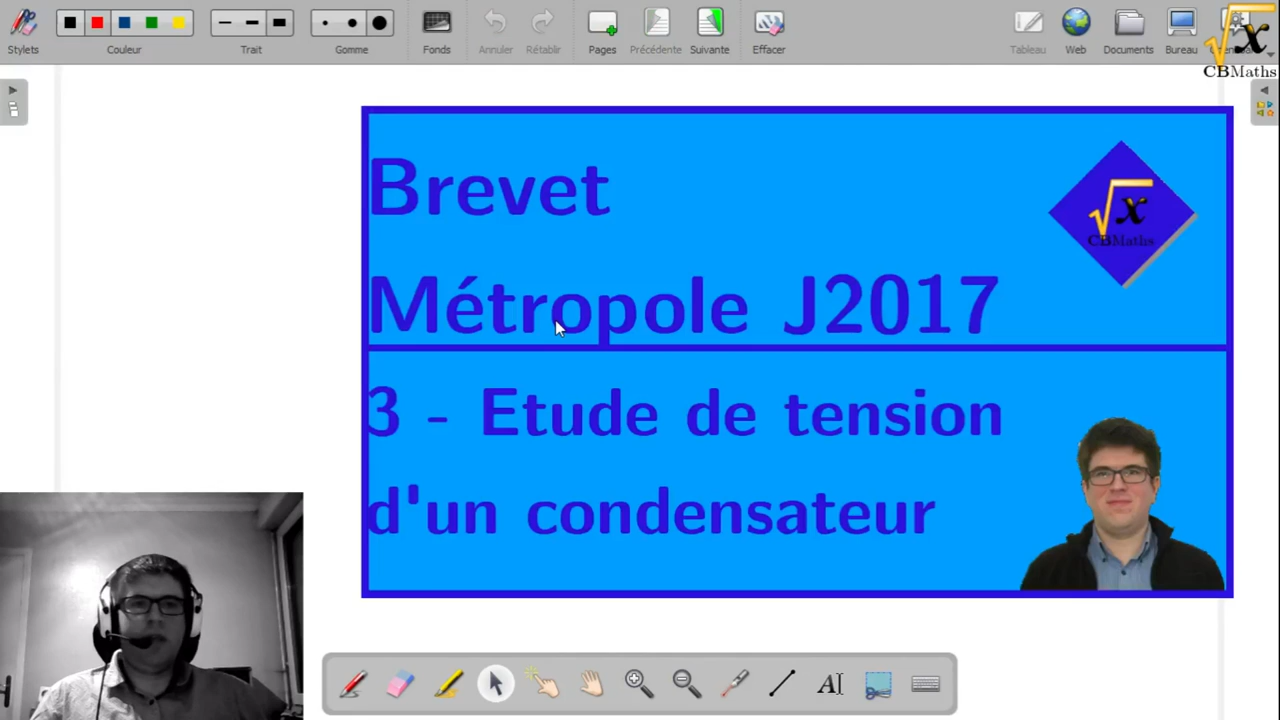 Stylets
Couleur
Trait
Gomme
Fonds
Annuler
Rétablir
Pages
Précédente
Suivante
Effacer
Tableau
Web
Documents
Bureau
√x
CBMaths
Brevet
Métropole J2017
√x
CBMaths
3 - Etude de tension
d'un condensateur
AI